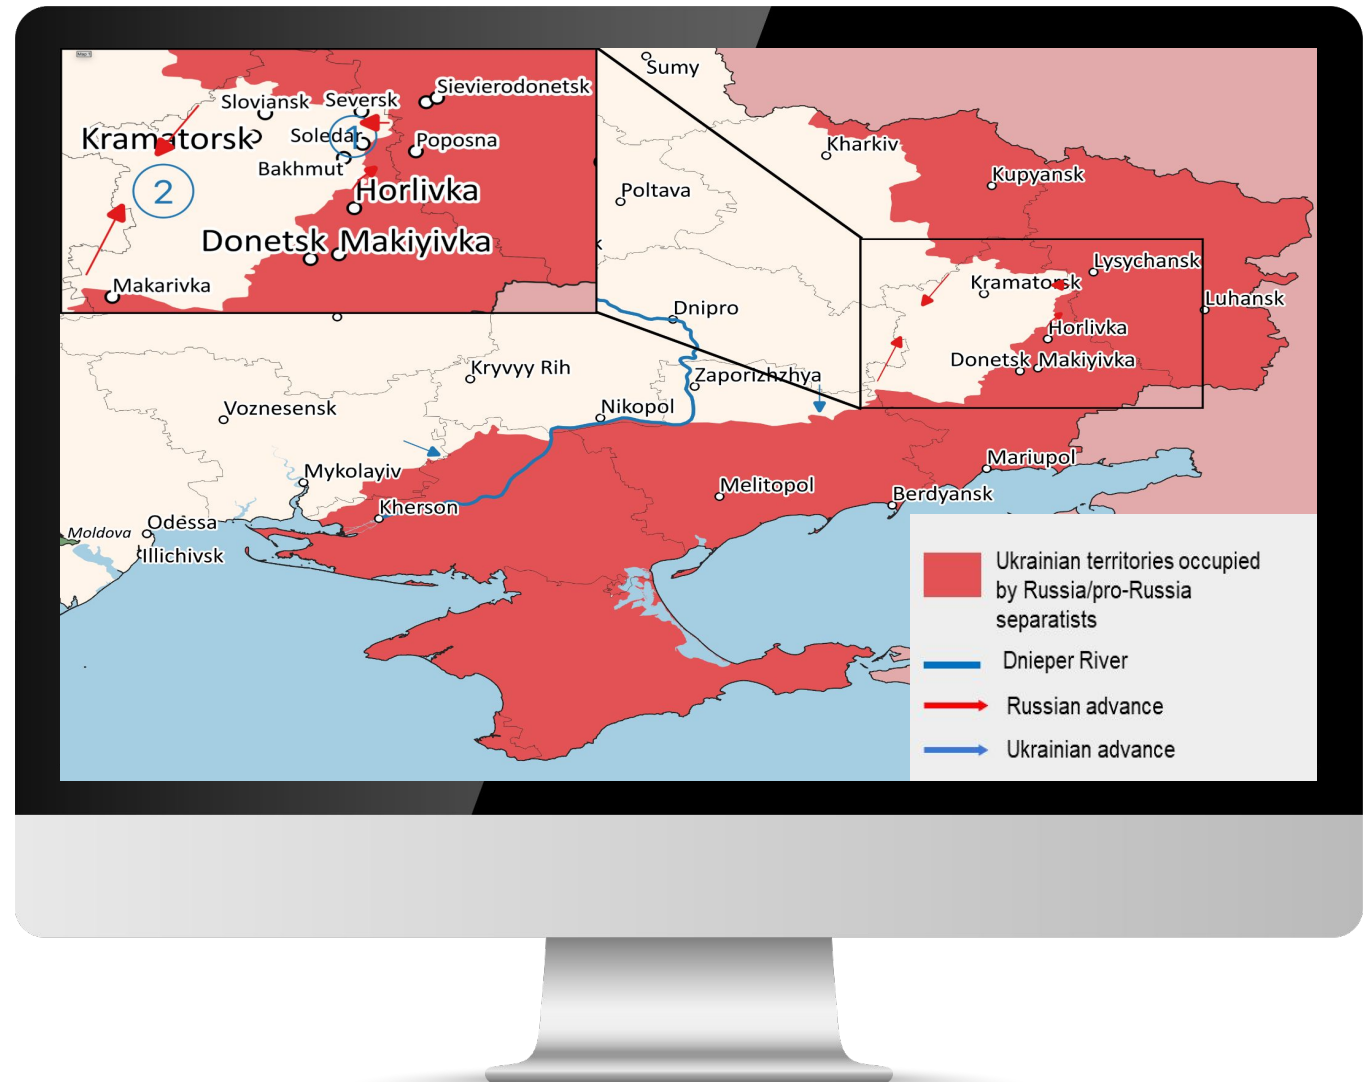 Sloviansk
Seversk
Sievierodonetsk
Kramatorsk
Soledar
1
Poposna
Bakhmut
2
Horlivka
Donetsk
Makiyivka
Makarivka
Sumy
Kharkiv
Kupyansk
Poltava
k
Lysychansk
Kramatorsk
Luhansk
Dnipro
Horlivka
Donetsk
Makiyivka
Kryvyy Rih
Zaporizhzhya
Voznesensk
Nikopol
Mykolayiv
Mariupol
Melitopol
Berdyansk
Kherson
Odessa
Moldova
Illichivsk
Ukrainian territories occupied
by Russia/pro-Russia
separatists
Dnieper River
Russian advance
Ukrainian advance